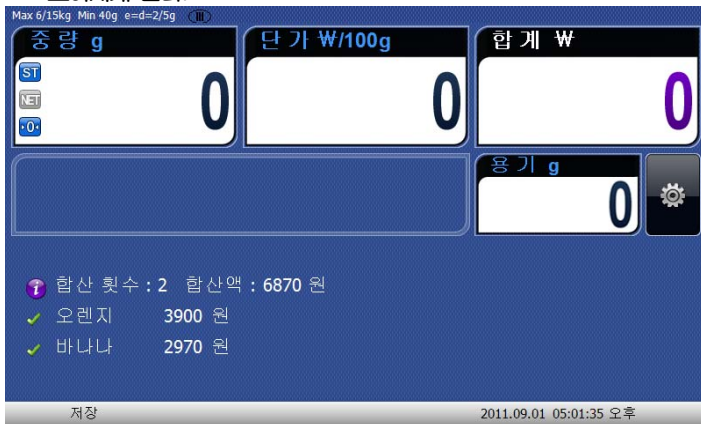 Max 6/15kg Min 40g e=d=2/5g III
중량 g 단가 ₩/100g 합계 ₩
ST
NET
0 0 0
·0·
용기 g
0
합산 횟수 : 2 합산액 : 6870 원
오렌지 3900 원
바나나 2970 원
저장 2011.09.01 05:01:35 오후